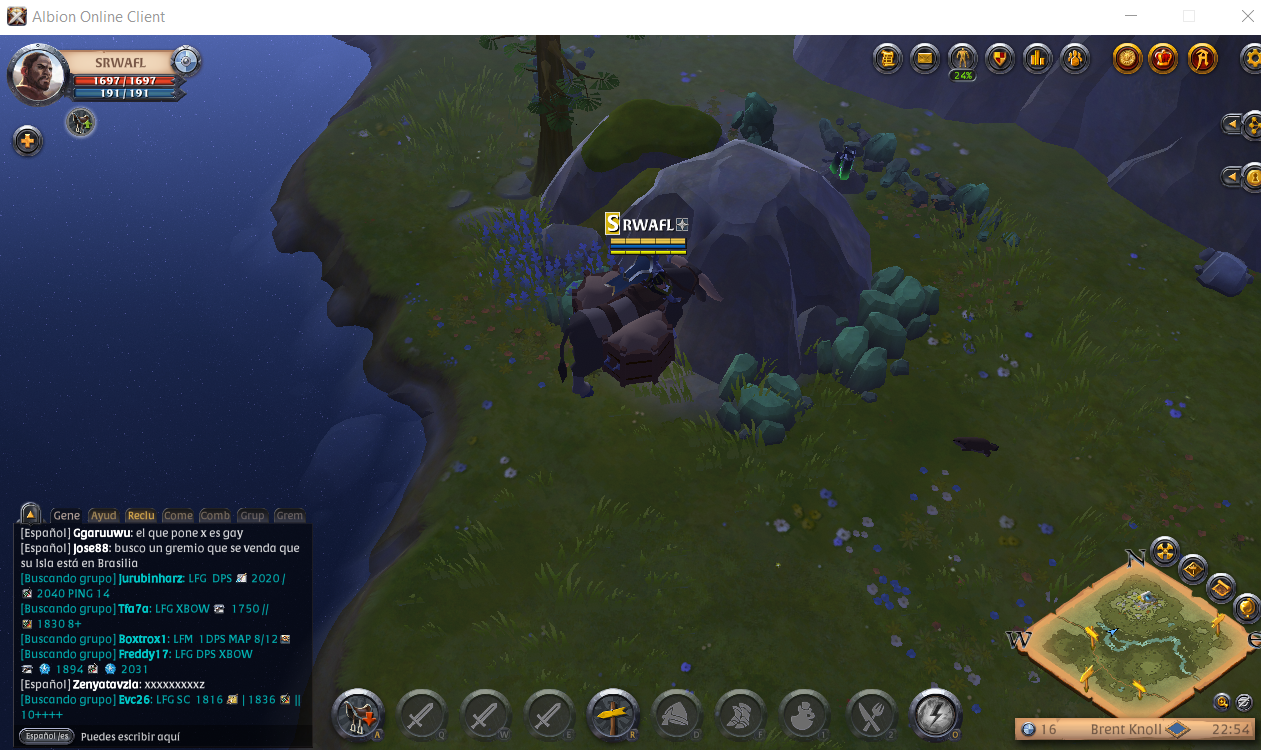 Albion Online Client
SRWAFL
1697 / 1697
191 / 191
24%
SRWAFL
Gene Ayud Reclu Come Comb Grup Grem
[Español] Ggaruuwu: el que pone x es gay
[Español] Jose88: busco un gremio que se venda que
su Isla está en Brasilia
[Buscando grupo] Jurubinharz: LFG DPS 2020 /
2040 PING 14
[Buscando grupo] Tfa7a: LFG XBOW 1750 //
1830 8+
[Buscando grupo] Boxtrox1: LFM 1DPS MAP 8/12
[Buscando grupo] Freddy17: LFG DPS XBOW
1894 2031
[Español] Zenyatavzla: xxxxxxxxxz
[Buscando grupo] Evc26: LFG SC 1816 | 1836 ||
10++++
Español /es Puedes escribir aquí
A Q W E R D F 1 2 O
N
W
E
16 Brent Knoll 22:54